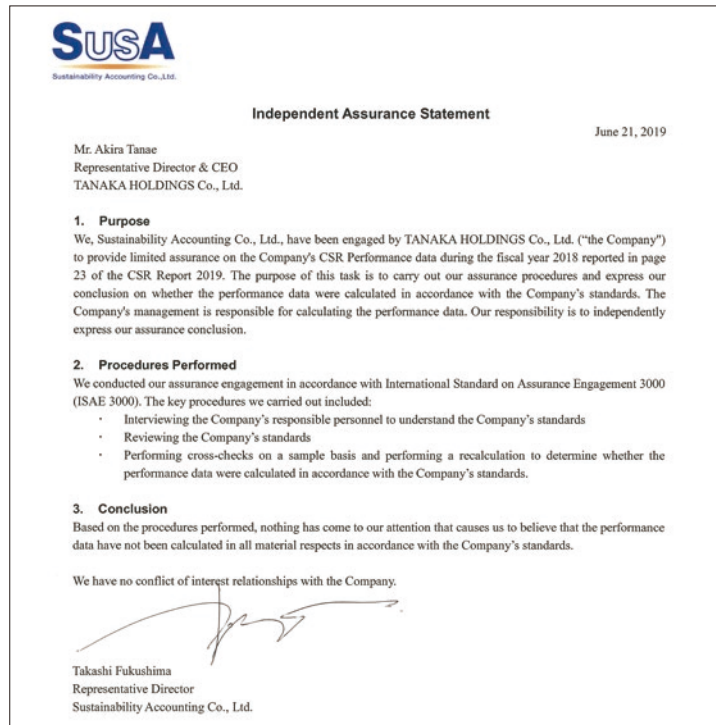 SUSA
Sustainability Accounting Co.,Ltd.
Independent Assurance Statement
June 21, 2019
Mr. Akira Tanae
Representative Director & CEO
TANAKA HOLDINGS Co., Ltd.
1. Purpose
We, Sustainability Accounting Co., Ltd., have been engaged by TANAKA HOLDINGS Co., Ltd. (“the Company”)
to provide limited assurance on the Company's CSR Performance data during the fiscal year 2018 reported in page
23 of the CSR Report 2019. The purpose of this task is to carry out our assurance procedures and express our
conclusion on whether the performance data were calculated in accordance with the Company’s standards. The
Company's management is responsible for calculating the performance data. Our responsibility is to independently
express our assurance conclusion.
2. Procedures Performed
We conducted our assurance engagement in accordance with International Standard on Assurance Engagement 3000
(ISAE 3000). The key procedures we carried out included:
· Interviewing the Company’s responsible personnel to understand the Company’s standards
· Reviewing the Company’s standards
· Performing cross-checks on a sample basis and performing a recalculation to determine whether the
performance data were calculated in accordance with the Company’s standards.
3. Conclusion
Based on the procedures performed, nothing has come to our attention that causes us to believe that the performance
data have not been calculated in all material respects in accordance with the Company’s standards.
We have no conflict of interest relationships with the Company.
Takashi Fukushima
Representative Director
Sustainability Accounting Co., Ltd.